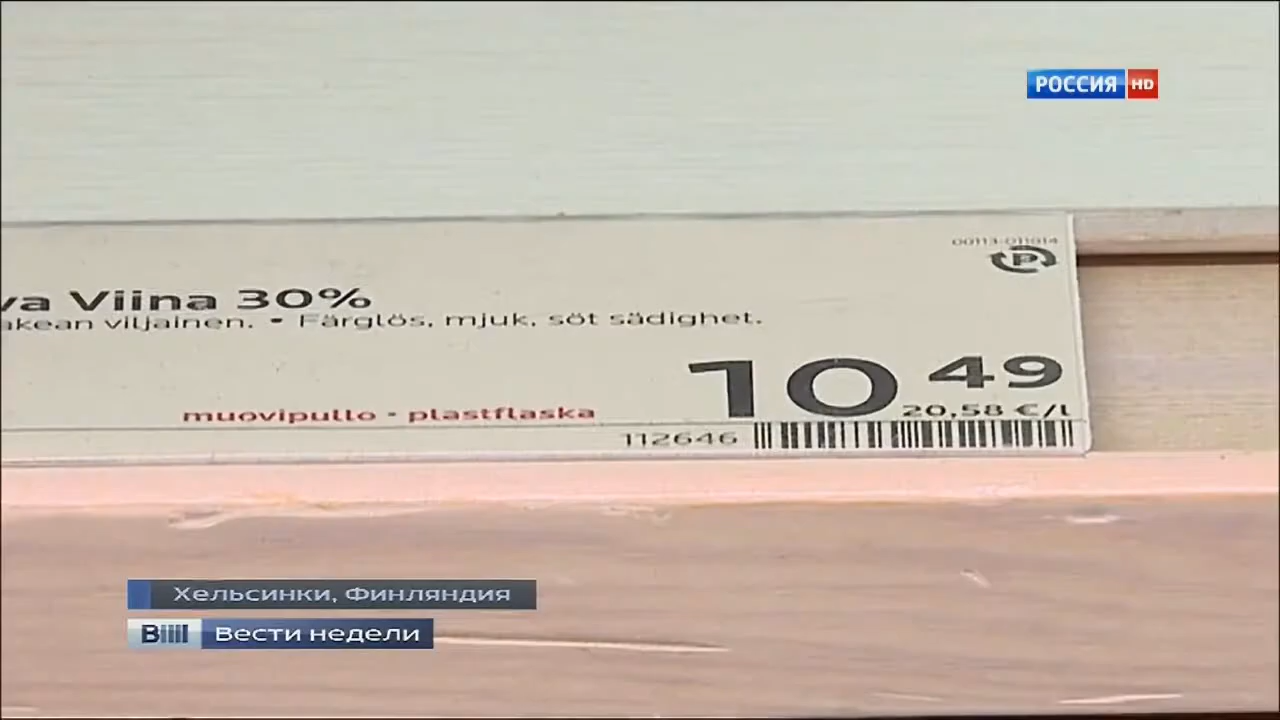 РОССИЯ HD
00113-011014
P
va Viina 30%
akean viljainen. • Färglös, mjuk, söt sädighet.
10 49
muovipullo • plastflaska
20,58 €/l
112646
Хельсинки, Финляндия
Вести недели